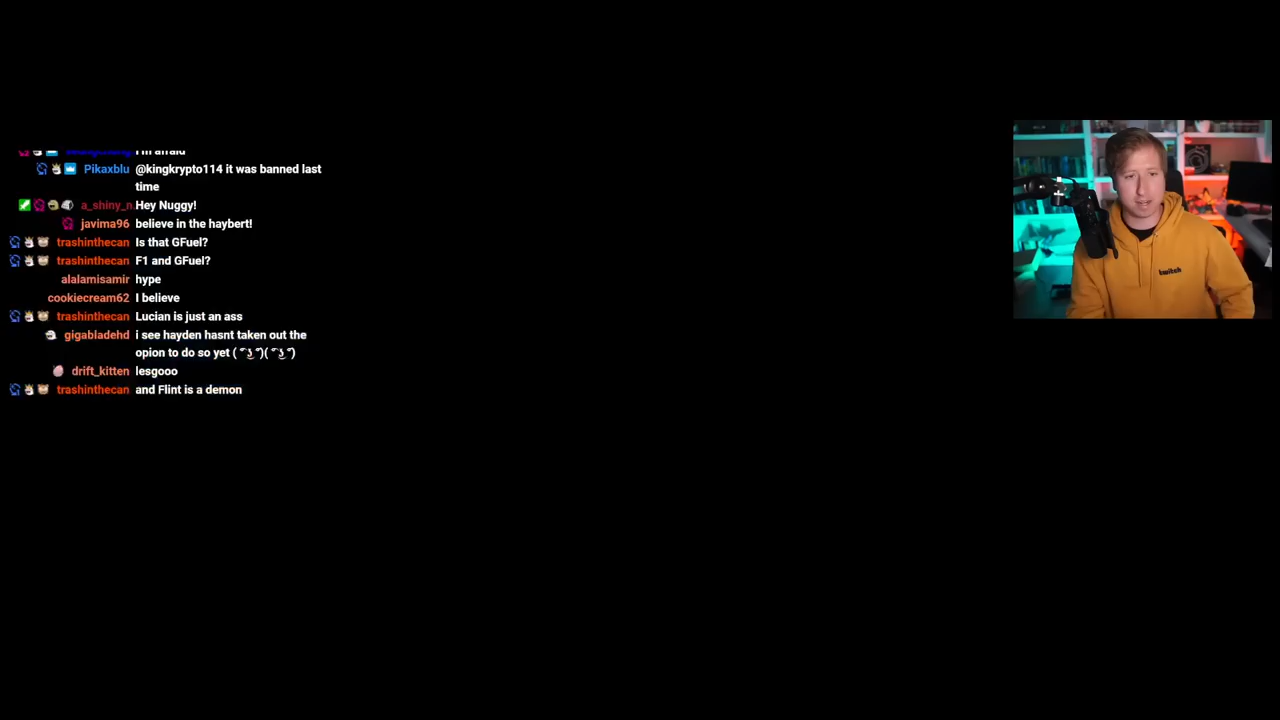 I'm afraid
Pikaxblu @kingkrypto114 it was banned last
time
a_shiny_n Hey Nuggy!
javima96 believe in the haybert!
trashinthecan Is that GFuel?
trashinthecan F1 and GFuel?
alalamisamir hype
cookiecream62 I believe
trashinthecan Lucian is just an ass
gigabladehd i see hayden hasnt taken out the
opion to do so yet ( ͡° ͜ʖ ͡°)( ͡° ͜ʖ ͡°)
drift_kitten lesgooo
trashinthecan and Flint is a demon
twitch